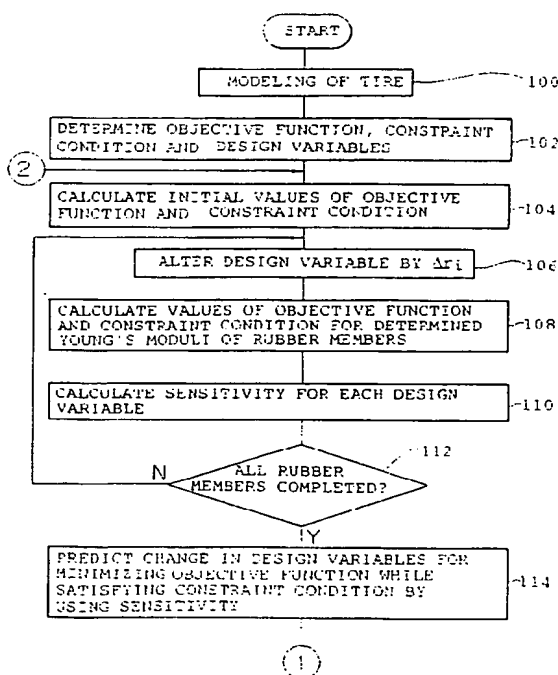 START
MODELING OF TIRE
100
DETERMINE OBJECTIVE FUNCTION, CONSTRAINT
CONDITION AND DESIGN VARIABLES
102
2
CALCULATE INITIAL VALUES OF OBJECTIVE
FUNCTION AND CONSTRAINT CONDITION
104
ALTER DESIGN VARIABLE BY Δri
106
CALCULATE VALUES OF OBJECTIVE FUNCTION
AND CONSTRAINT CONDITION FOR DETERMINED
YOUNG'S MODULI OF RUBBER MEMBERS
108
CALCULATE SENSITIVITY FOR EACH DESIGN
VARIABLE
110
112
N
ALL RUBBER
MEMBERS COMPLETED?
Y
PREDICT CHANGE IN DESIGN VARIABLES FOR
MINIMIZING OBJECTIVE FUNCTION WHILE
SATISFYING CONSTRAINT CONDITION BY
USING SENSITIVITY
114
1